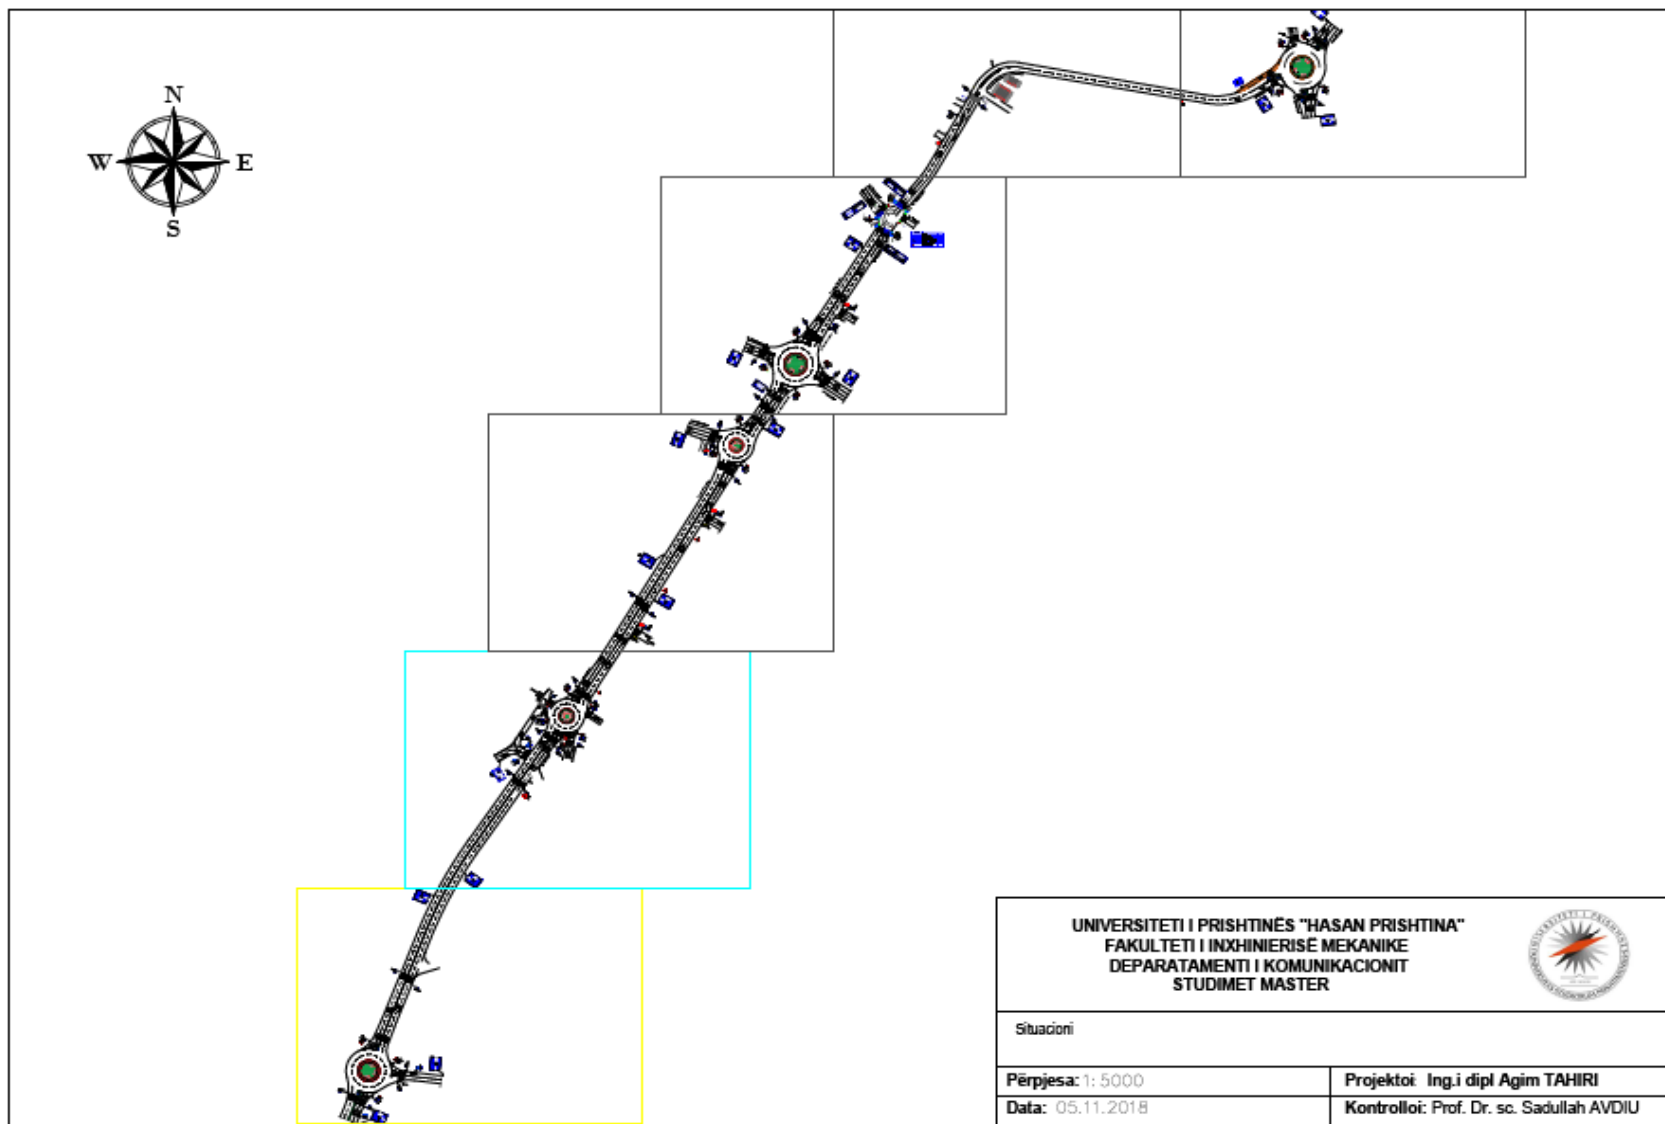 N
W
E
S
UNIVERSITETI I PRISHTINËS "HASAN PRISHTINA"
FAKULTETI I INXHINIERISË MEKANIKE
DEPARATAMENTI I KOMUNIKACIONIT
STUDIMET MASTER
Situacioni
Përpjesa: 1: 5000
Projektoi: Ing.i dipl Agim TAHIRI
Data: 05.11.2018
Kontrolloi: Prof. Dr. sc. Sadullah AVDIU